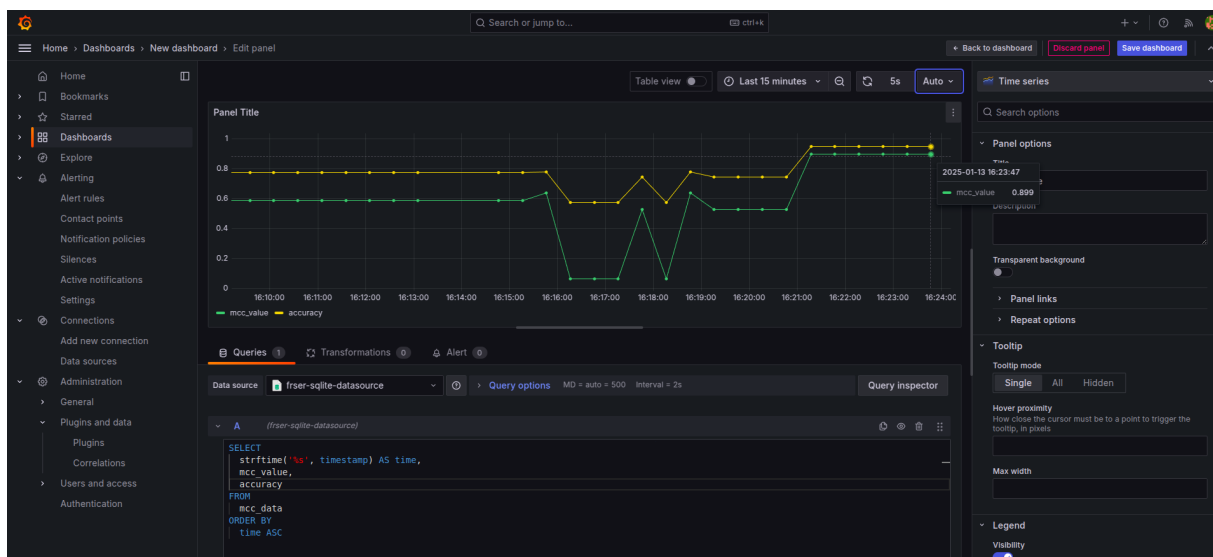 Search or jump to...
ctrl+k
Home › Dashboards › New dashboard › Edit panel
Back to dashboard
Discard panel
Save dashboard
Home
Bookmarks
Starred
Dashboards
Explore
Alerting
Alert rules
Contact points
Notification policies
Silences
Active notifications
Settings
Connections
Add new connection
Data sources
Administration
General
Plugins and data
Plugins
Correlations
Users and access
Authentication
Table view
Last 15 minutes
5s
Auto
Panel Title
1
0.8
0.6
0.4
0.2
0
16:10:00 16:11:00 16:12:00 16:13:00 16:14:00 16:15:00 16:16:00 16:17:00 16:18:00 16:19:00 16:20:00 16:21:00 16:22:00 16:23:00 16:24:00
mcc_value accuracy
2025-01-13 16:23:47
mcc_value 0.899
Queries 1
Transformations 0
Alert 0
Data source
frser-sqlite-datasource
Query options MD = auto = 500 Interval = 2s
Query inspector
A (frser-sqlite-datasource)
SELECT
strftime('%s', timestamp) AS time,
mcc_value,
accuracy
FROM
mcc_data
ORDER BY
time ASC
Time series
Search options
Panel options
Title
Description
Transparent background
Panel links
Repeat options
Tooltip
Tooltip mode
Single All Hidden
Hover proximity
How close the cursor must be to a point to trigger the
tooltip, in pixels
Max width
Legend
Visibility